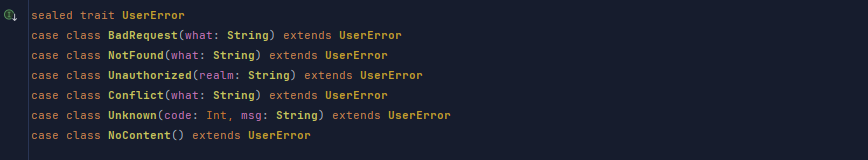 sealed trait UserError
case class BadRequest(what: String) extends UserError
case class NotFound(what: String) extends UserError
case class Unauthorized(realm: String) extends UserError
case class Conflict(what: String) extends UserError
case class Unknown(code: Int, msg: String) extends UserError
case class NoContent() extends UserError